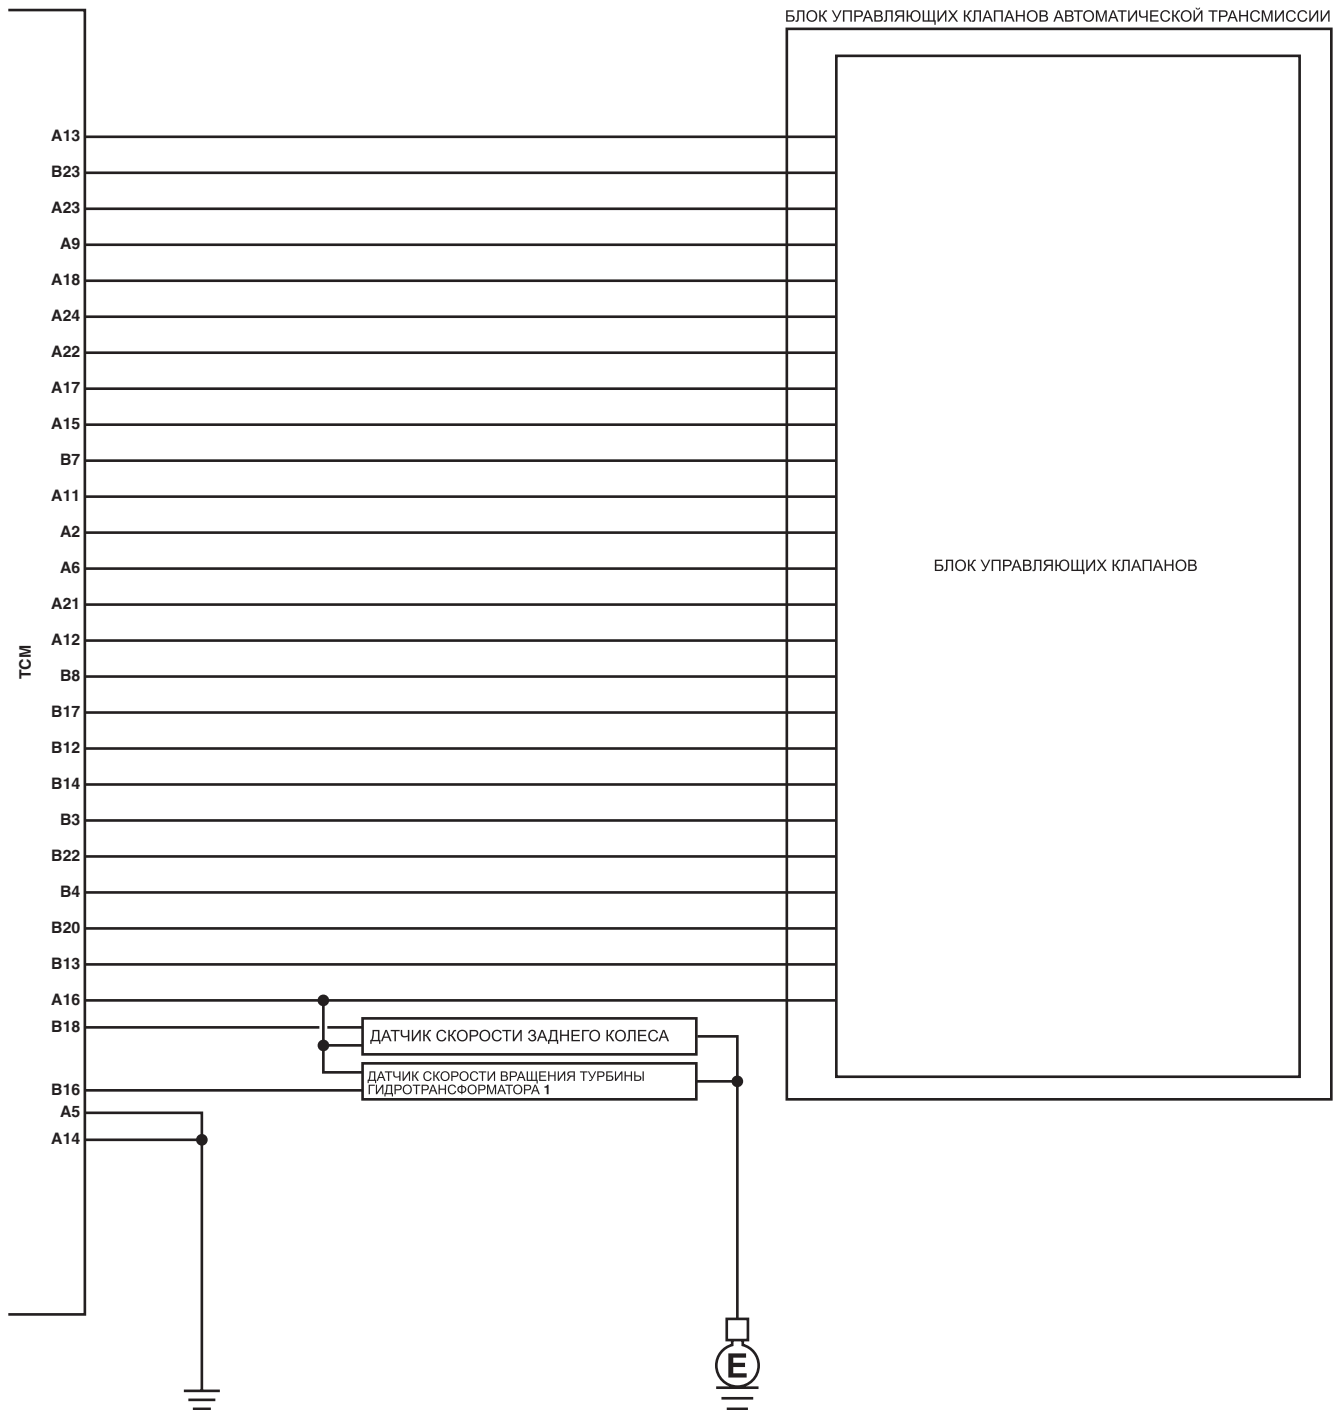 БЛОК УПРАВЛЯЮЩИХ КЛАПАНОВ АВТОМАТИЧЕСКОЙ ТРАНСМИССИИ
A13
B23
A23
A9
A18
A24
A22
A17
A15
B7
A11
A2
A6
БЛОК УПРАВЛЯЮЩИХ КЛАПАНОВ
A21
A12
TCM
B8
B17
B12
B14
B3
B22
B4
B20
B13
A16
B18
ДАТЧИК СКОРОСТИ ЗАДНЕГО КОЛЕСА
ДАТЧИК СКОРОСТИ ВРАЩЕНИЯ ТУРБИНЫ
ГИДРОТРАНСФОРМАТОРА 1
B16
A5
A14
E